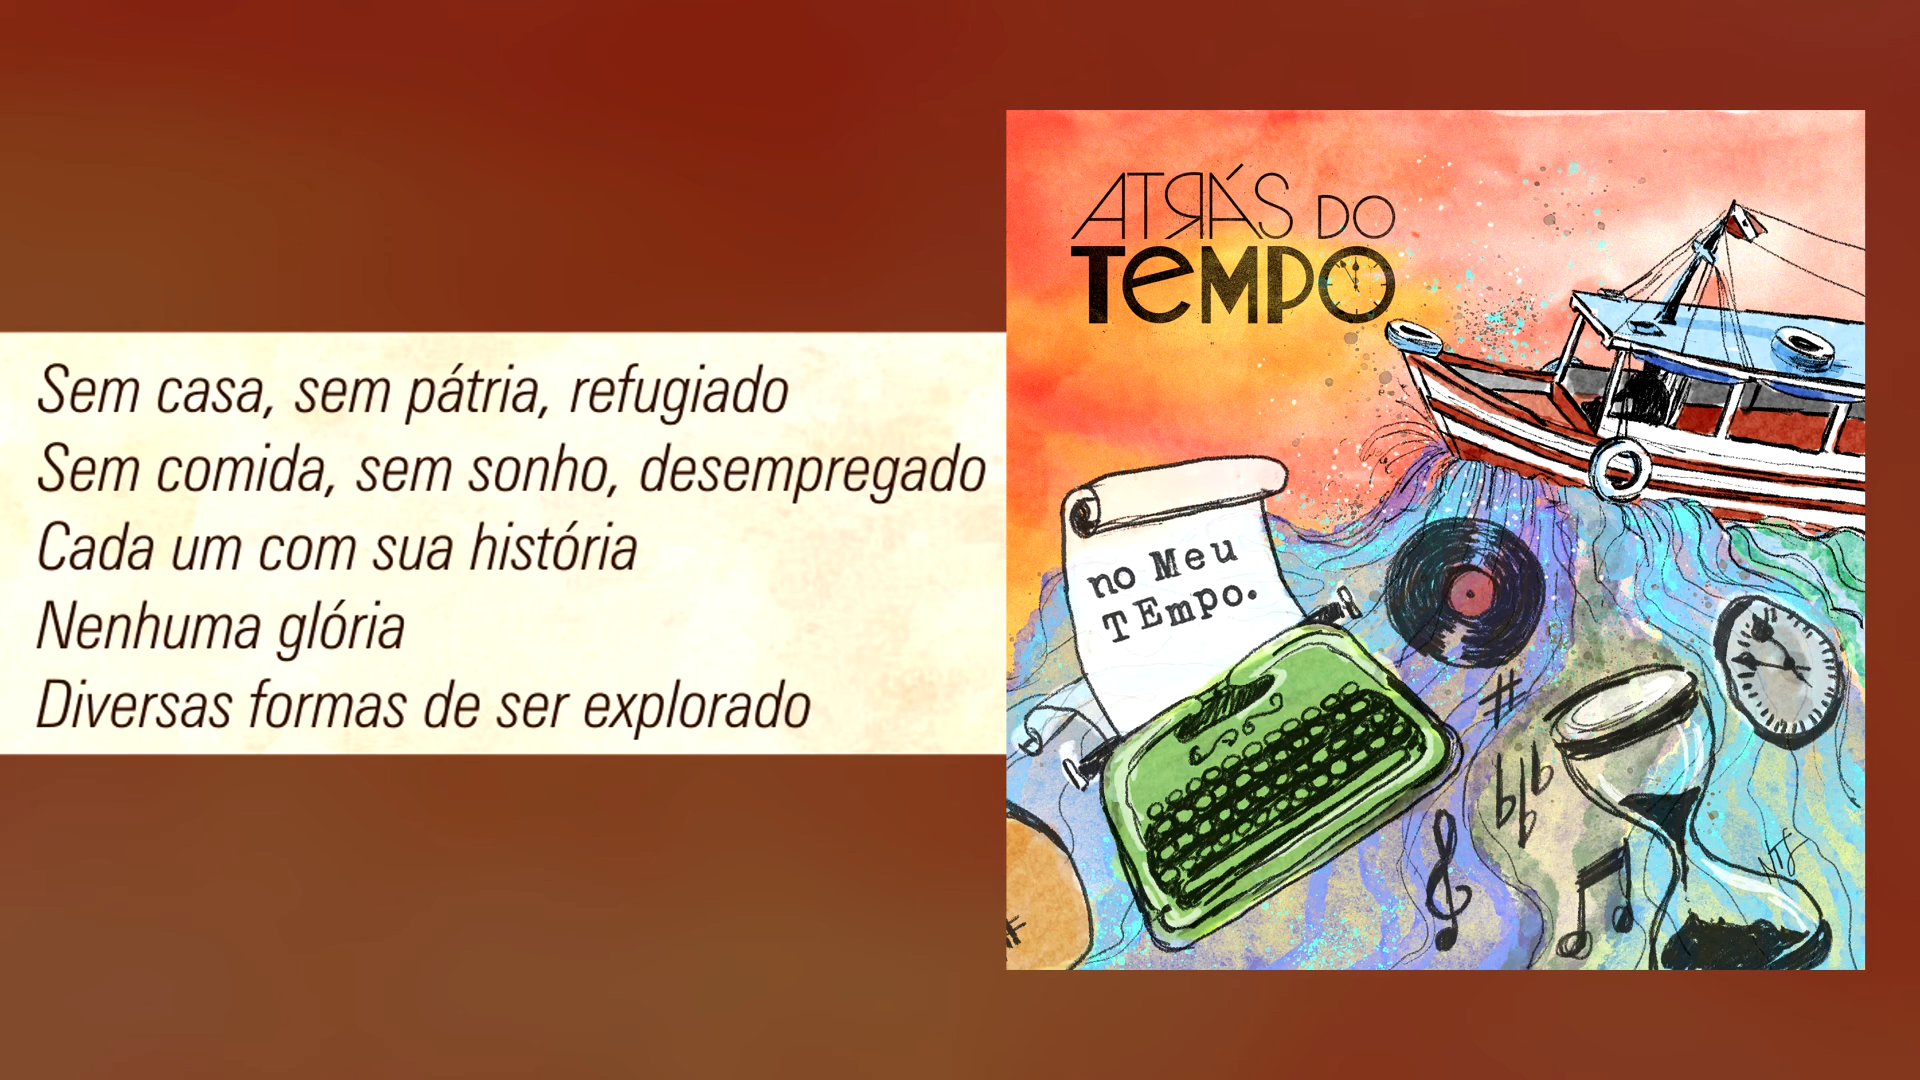 Sem casa, sem pátria, refugiado
Sem comida, sem sonho, desempregado
Cada um com sua história
Nenhuma glória
Diversas formas de ser explorado
ATRÁS DO
TEMPO
no Meu
TEmpo.